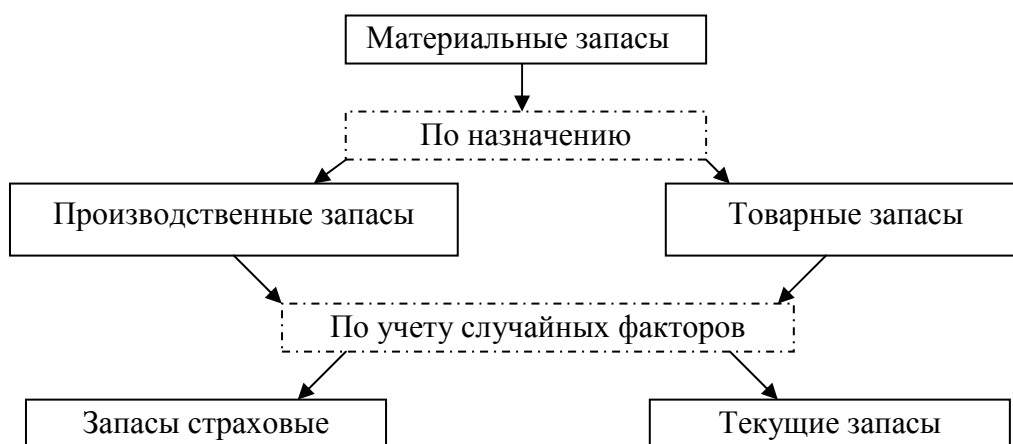 Материальные запасы
По назначению
Производственные запасы
Товарные запасы
По учету случайных факторов
Запасы страховые
Текущие запасы